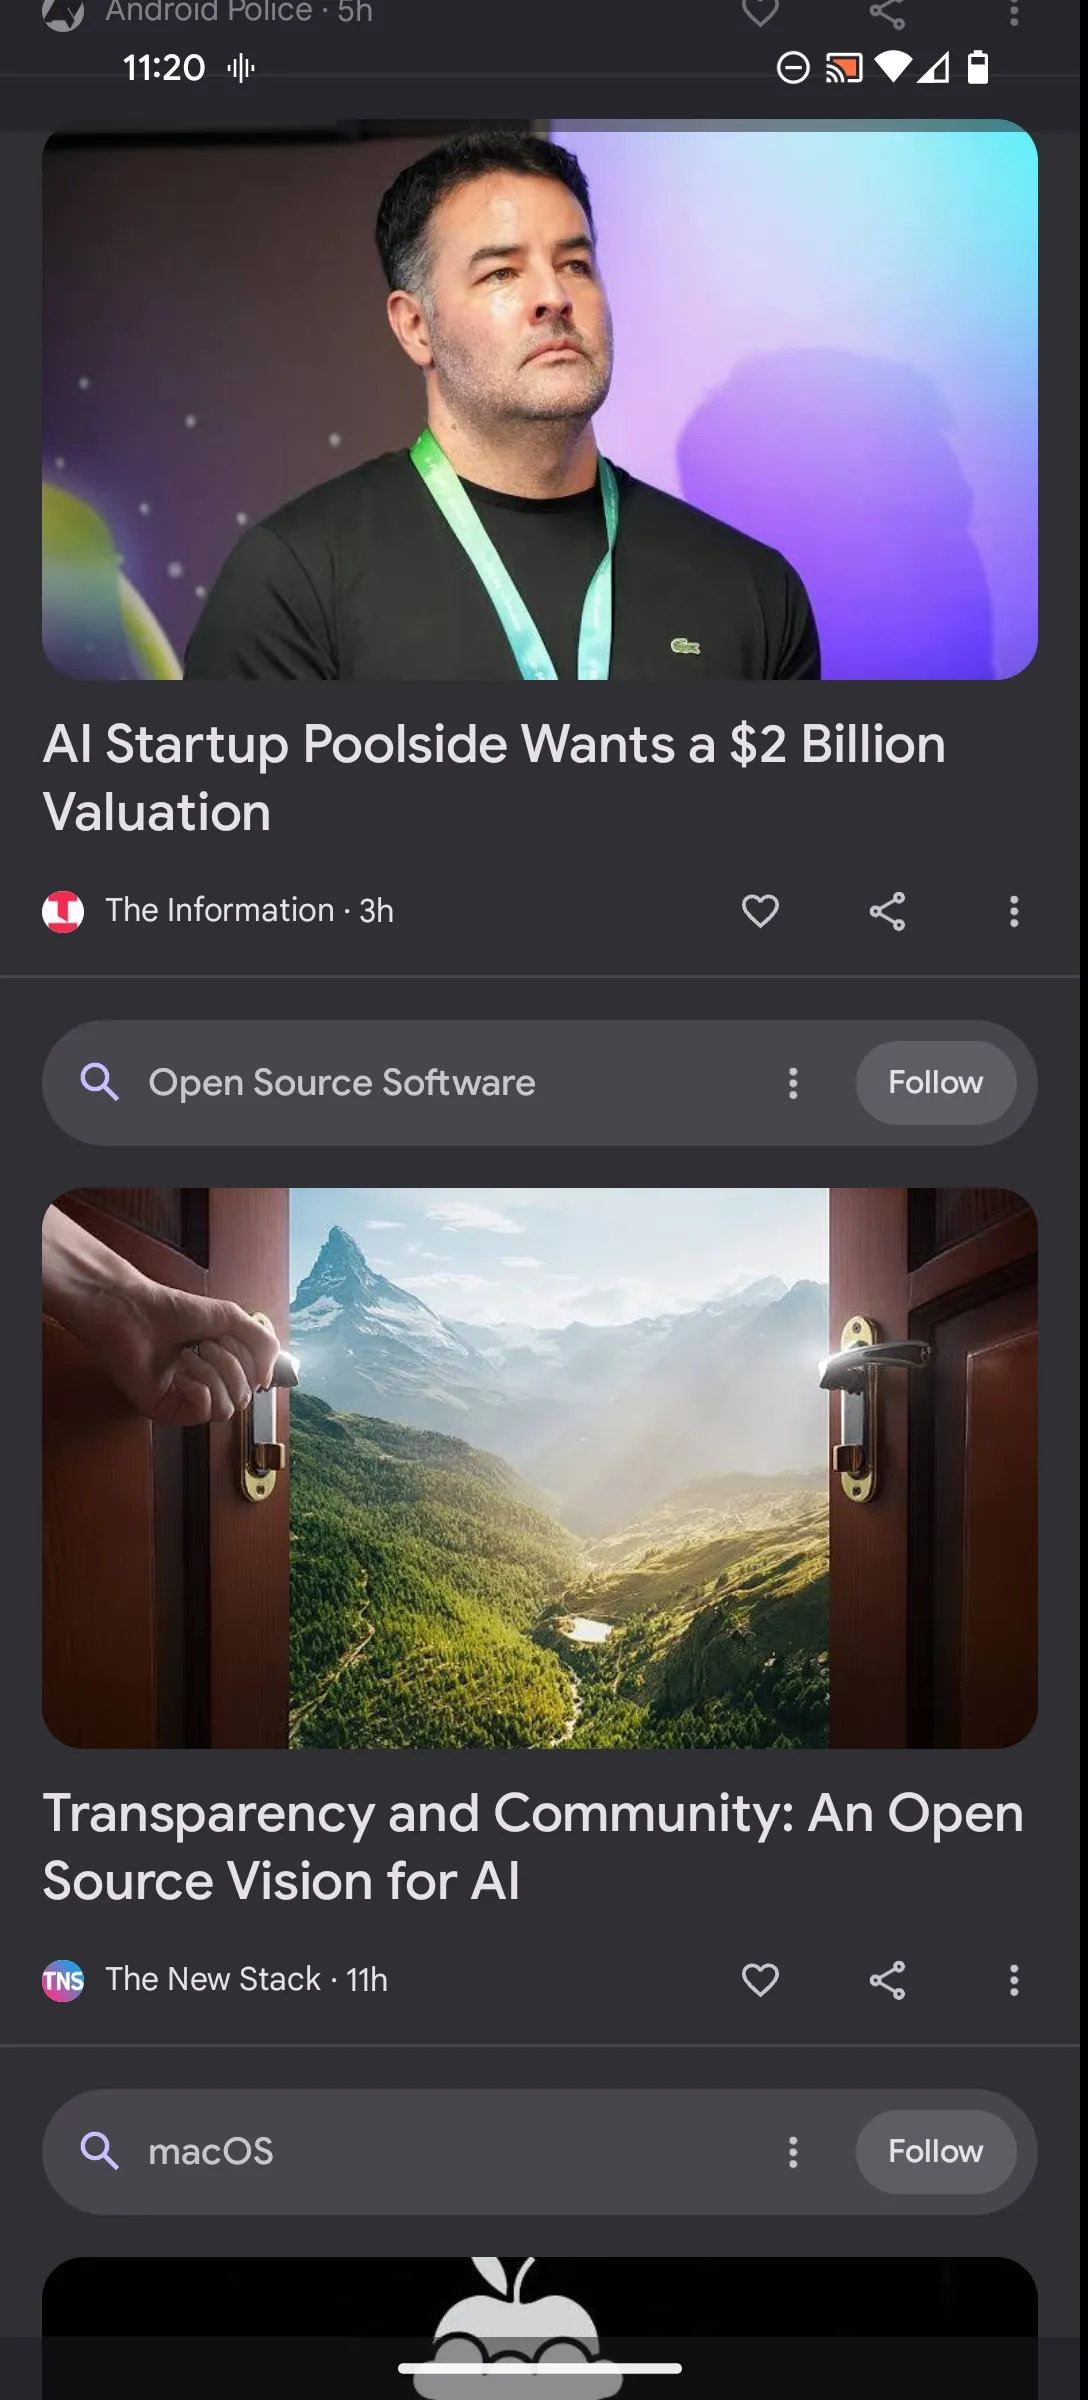 Android Police · 5h
11:20
AI Startup Poolside Wants a $2 Billion
Valuation
The Information · 3h
Open Source Software
Follow
Transparency and Community: An Open
Source Vision for AI
TNS The New Stack · 11h
macOS
Follow